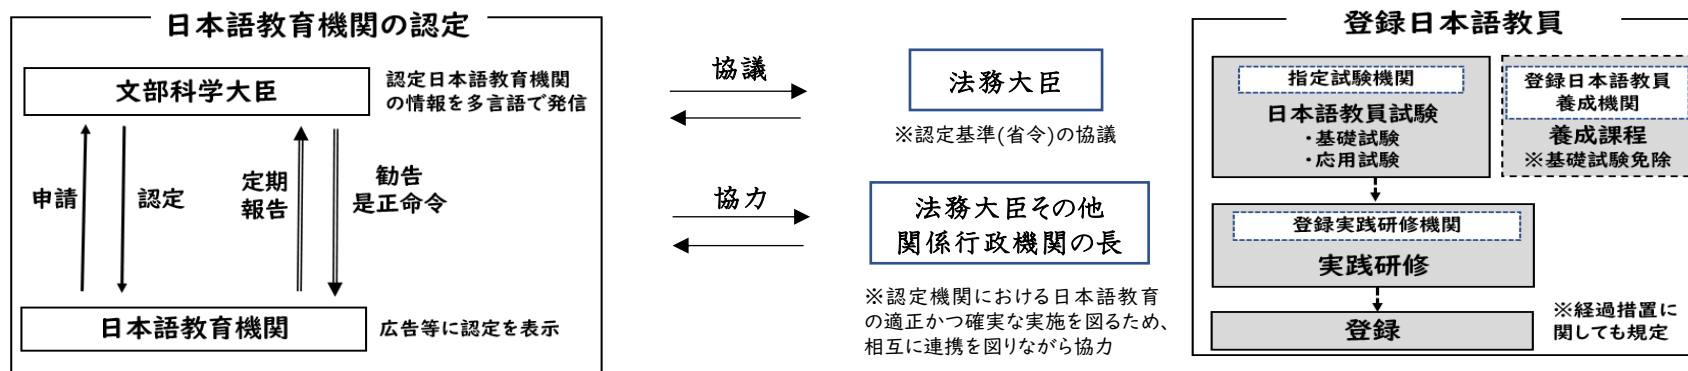 日本語教育機関の認定
文部科学大臣
認定日本語教育機関
の情報を多言語で発信
申請
認定
定期
報告
勧告
是正命令
日本語教育機関
広告等に認定を表示
協議
法務大臣
※認定基準(省令)の協議
協力
法務大臣その他
関係行政機関の長
※認定機関における日本語教育
の適正かつ確実な実施を図るため、
相互に連携を図りながら協力
登録日本語教員
指定試験機関
日本語教員試験
・基礎試験
・応用試験
登録日本語教員
養成機関
養成課程
※基礎試験免除
登録実践研修機関
実践研修
登録
※経過措置に
関しても規定